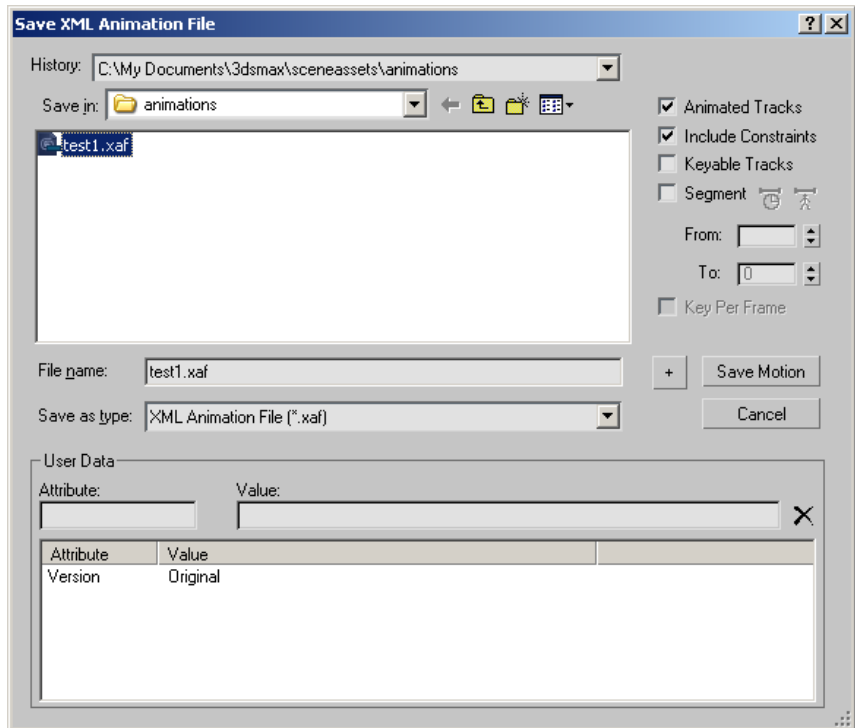 Save XML Animation File
History: C:\My Documents\3dsmax\sceneassets\animations
Save in: animations
test1.xaf
Animated Tracks
Include Constraints
Keyable Tracks
Segment
From:
To: 0
Key Per Frame
File name: test1.xaf
+ Save Motion
Save as type: XML Animation File (*.xaf)
Cancel
User Data
Attribute: Value:
Attribute Value
Version Original